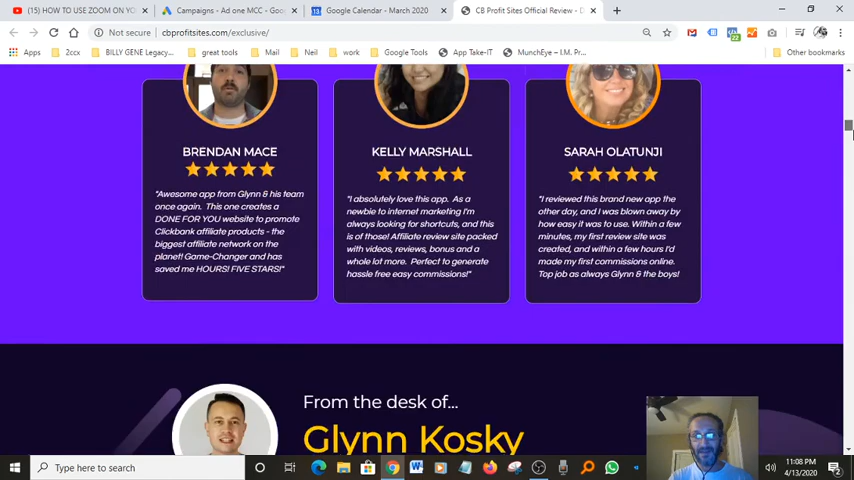 (15) HOW TO USE ZOOM ON YO
Campaigns - Ad one MCC - Goo
Google Calendar - March 2020
CB Profit Sites Official Review - D
Not secure
cbprofitsites.com/exclusive/
Apps
2ccx
BILLY GENE Legacy...
great tools
Mail
Neil
work
Google Tools
App Take-IT
MunchEye – I.M. Pr...
Other bookmarks
22
BRENDAN MACE
"Awesome app from Glynn & his team
once again. This one creates a
DONE FOR YOU website to promote
Clickbank affiliate products - the
biggest affiliate network on the
planet! Game-Changer and has
saved me HOURS! FIVE STARS!"
KELLY MARSHALL
"I absolutely love this app. As a
newbie to internet marketing I'm
always looking for shortcuts, and this
is of those! Affiliate review site packed
with videos, reviews, bonus and a
whole lot more. Perfect to generate
hassle free easy commissions!"
SARAH OLATUNJI
"I reviewed this brand new app the
other day, and I was blown away by
how easy it was to use. Within a few
minutes, my first review site was
created, and within a few hours I'd
made my first commissions online.
Top job as always Glynn & the boys!
From the desk of...
Glynn Kosky
Type here to search
11:08 PM
4/13/2020
2